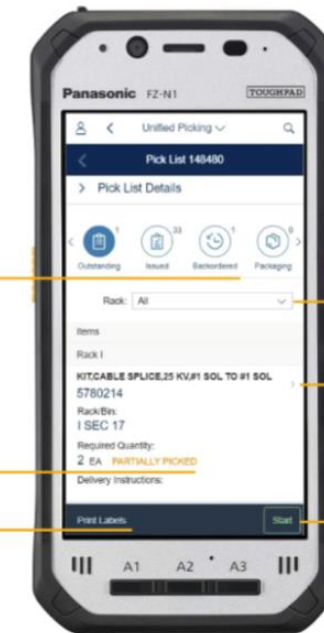 Panasonic FZ-N1 TOUGHPAD
Unified Picking
Pick List 148480
Pick List Details
1 33 1 0
Outstanding Issued Backordered Packaging
Rack: All
Items
Rack I
KIT,CABLE SPLICE,25 KV,#1 SOL TO #1 SOL
5780214
Rack/Bin:
I SEC 17
Required Quantity:
2 EA PARTIALLY PICKED
Delivery Instructions:
Print Labels Start
A1 A2 A3